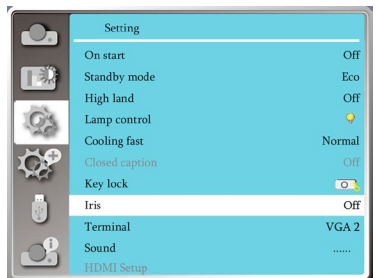 Setting
On start Off
Standby mode Eco
High land Off
Lamp control
Cooling fast Normal
Closed caption Off
Key lock
Iris Off
Terminal VGA 2
Sound ......
HDMI Setup